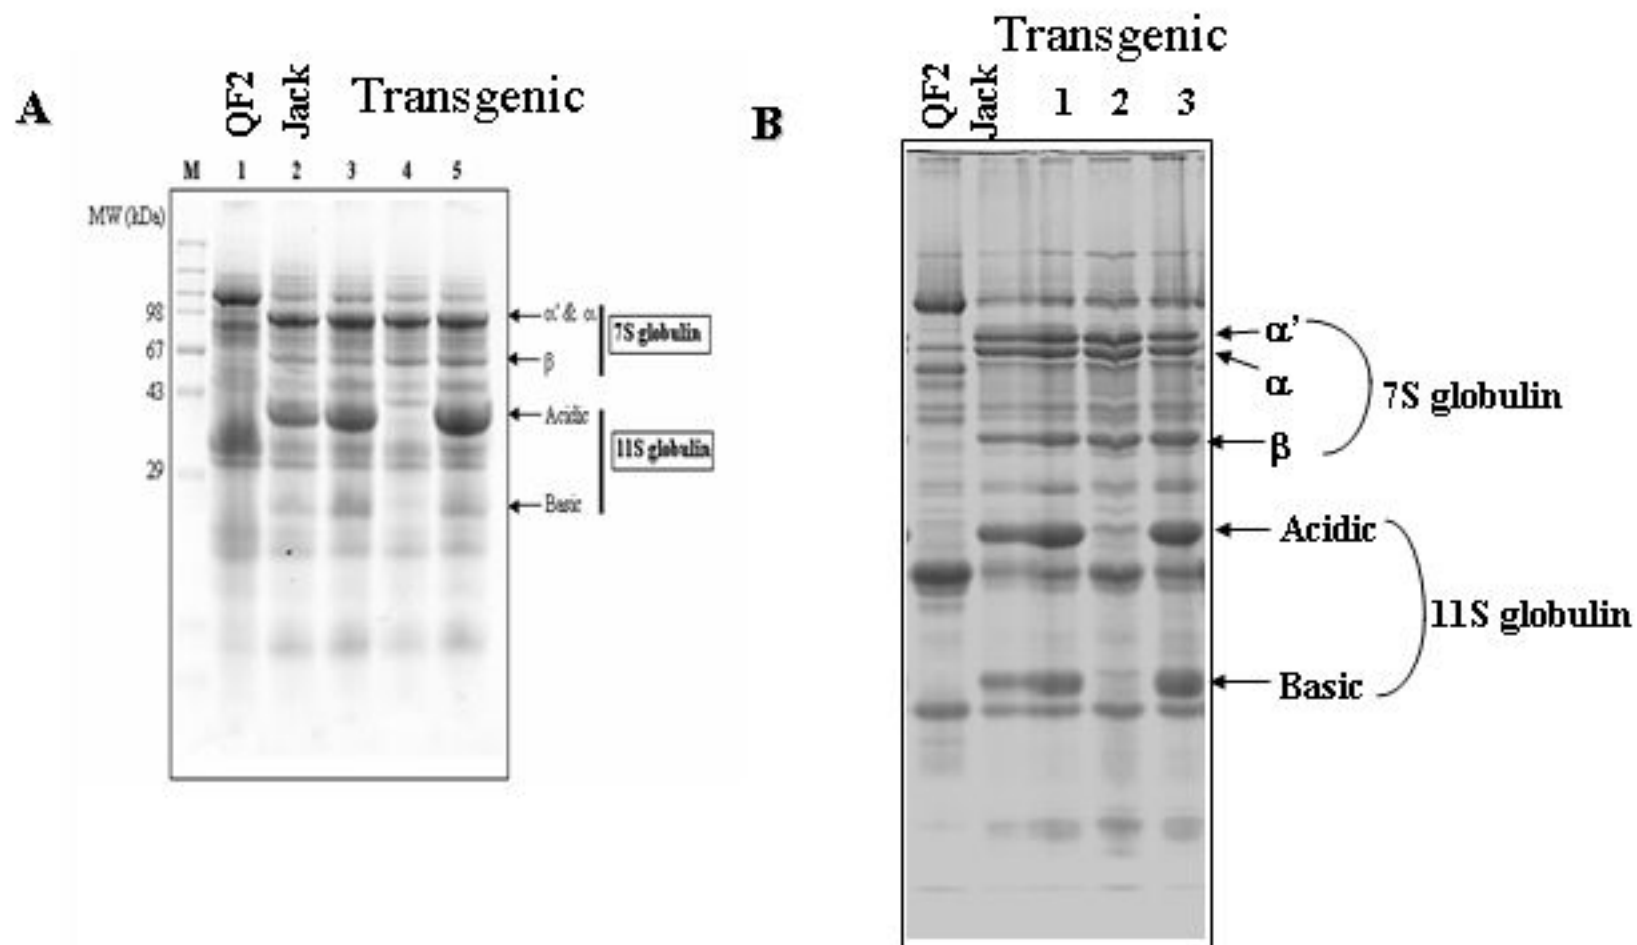 A
QF2
Jack
Transgenic
M 1 2 3 4 5
MW (kDa)
98
67
43
29
α' & α
β
7S globulin
Acidic
Basic
11S globulin
B
Transgenic
QF2
Jack
1 2 3
α'
α
β
7S globulin
Acidic
Basic
11S globulin